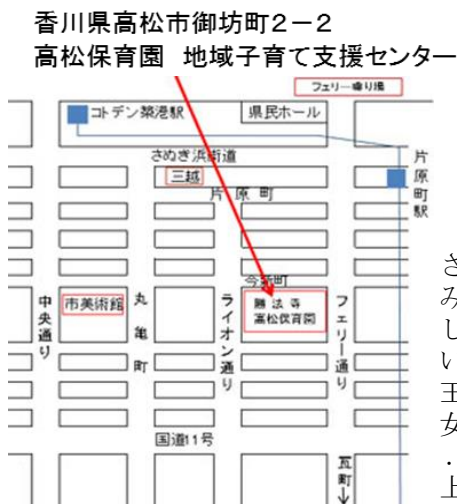 香川県高松市御坊町２－２
高松保育園 地域子育て支援センター
フェリー乗り場
コトデン築港駅
県民ホール
さぬき浜街道
三越
片原町
片原町駅
今新町
中央通り
市美術館
丸亀町
ライオン通り
勝法寺
高松保育園
フェリー通り
国道11号
瓦町↓